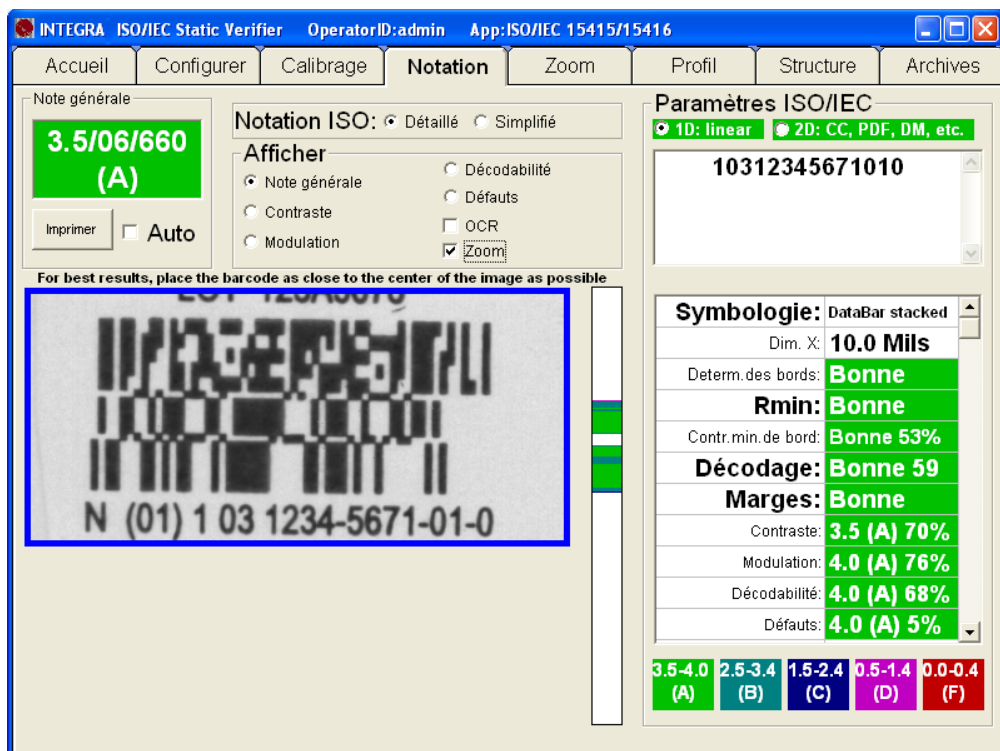 INTEGRA ISO/IEC Static Verifier OperatorID:admin App:ISO/IEC 15415/15416
Accueil Configurer Calibrage Notation Zoom Profil Structure Archives
Note générale
3.5/06/660
(A)
Imprimer Auto
Notation ISO: Détaillé Simplifié
Afficher
Note générale
Contraste
Modulation
Décodabilité
Défauts
OCR
Zoom
For best results, place the barcode as close to the center of the image as possible
N (01) 1 03 1234-5671-01-0
Paramètres ISO/IEC
1D: linear 2D: CC, PDF, DM, etc.
10312345671010
Symbologie: DataBar stacked
Dim. X: 10.0 Mils
Determ.des bords: Bonne
Rmin: Bonne
Contr.min.de bord: Bonne 53%
Décodage: Bonne 59
Marges: Bonne
Contraste: 3.5 (A) 70%
Modulation: 4.0 (A) 76%
Décodabilité: 4.0 (A) 68%
Défauts: 4.0 (A) 5%
3.5-4.0 2.5-3.4 1.5-2.4 0.5-1.4 0.0-0.4
(A) (B) (C) (D) (F)